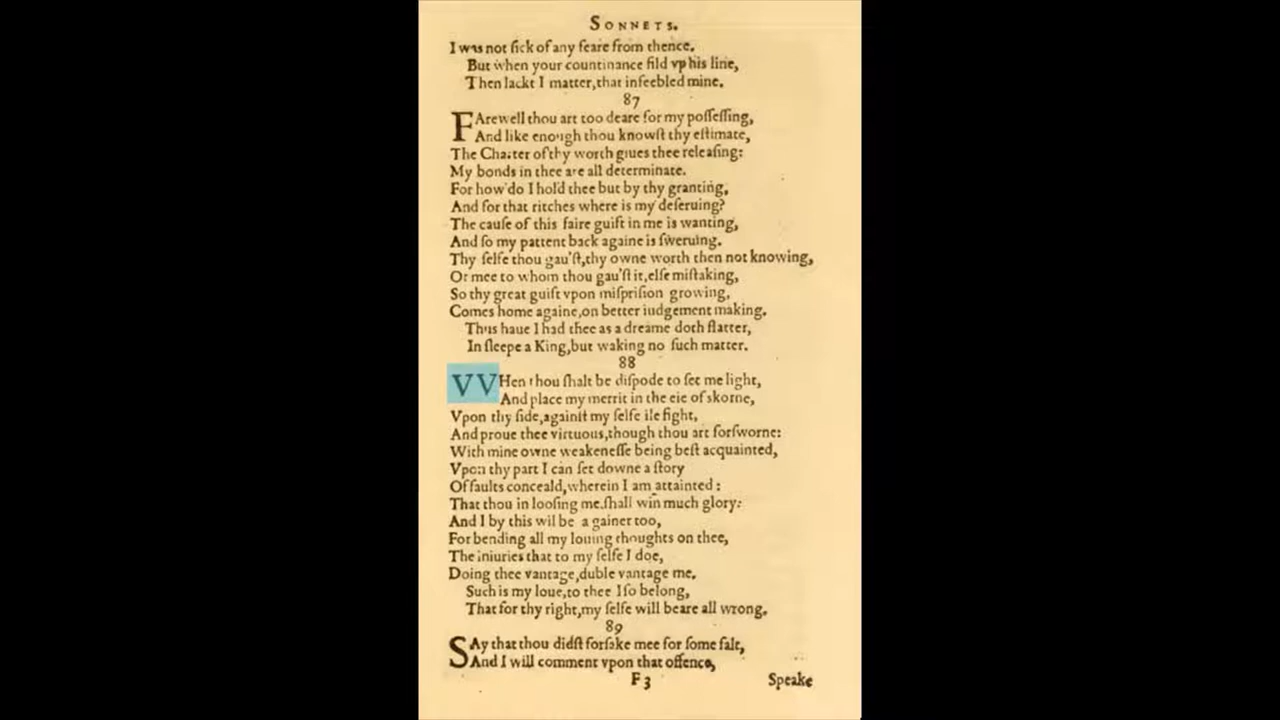 SONNETS.
I was not ſick of any feare from thence.
But when your countinance fild vp his line,
Then lackt I matter,that infeebled mine.
87
FArewell thou art too deare for my poſſeſſing,
And like enough thou knowſt thy eſtimate,
The Charter of thy worth giues thee releaſing:
My bonds in thee are all determinate.
For how do I hold thee but by thy granting,
And for that ritches where is my deſeruing?
The cauſe of this faire guift in me is wanting,
And ſo my pattent back againe is ſweruing.
Thy ſelfe thou gau'ſt,thy owne worth then not knowing,
Or mee to whom thou gau'ſt it,elſe miſtaking,
So thy great guift vpon miſpriſion growing,
Comes home againe,on better iudgement making.
Thus haue I had thee as a dreame doth flatter,
In ſleepe a King,but waking no ſuch matter.
88
VVHen thou ſhalt be diſpode to ſet me light,
And place my merrit in the eie of skorne,
Vpon thy ſide,againſt my ſelfe ile fight,
And proue thee virtuous,though thou art forſworne:
With mine owne weakeneſſe being beſt acquainted,
Vpon thy part I can ſet downe a ſtory
Of faults conceald,wherein I am attainted:
That thou in looſing me,ſhall win much glory:
And I by this wil be a gainer too,
For bending all my louing thoughts on thee,
The iniuries that to my ſelfe I doe,
Doing thee vantage,duble vantage me.
Such is my loue,to thee I ſo belong,
That for thy right,my ſelfe will beare all wrong.
89
SAy that thou didſt forſake mee for ſome falt,
And I will comment vpon that offence,
F 3 Speake